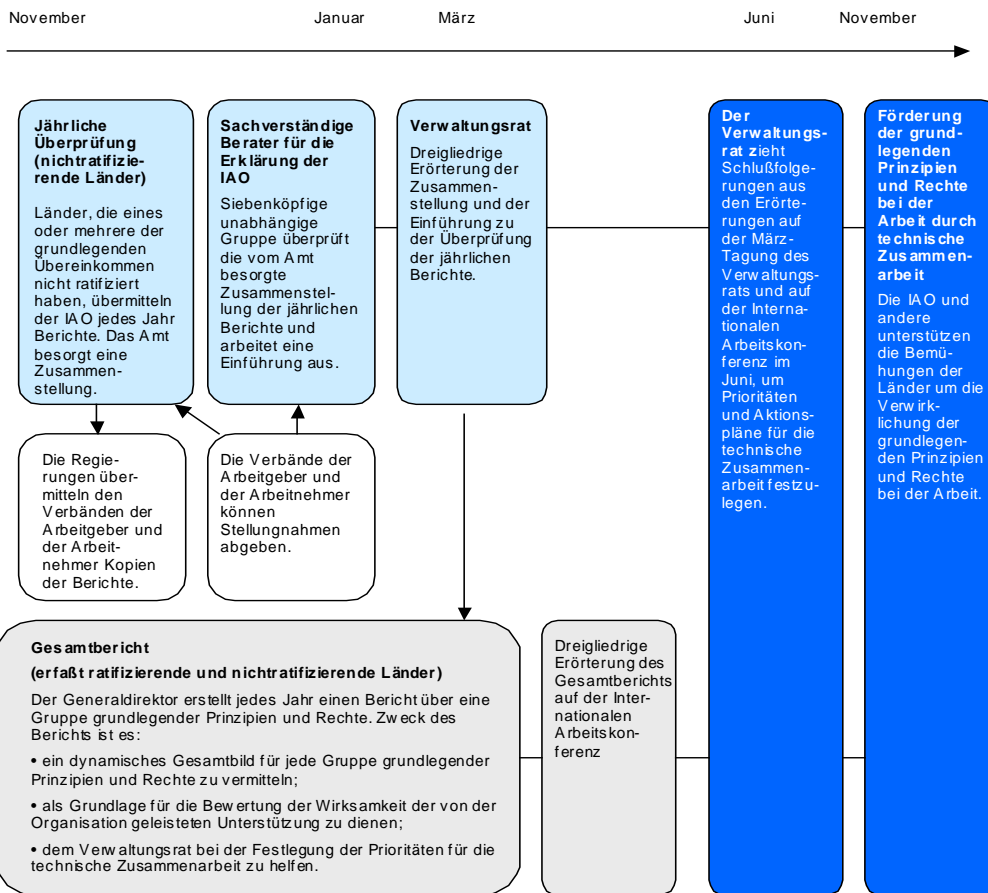 November Januar März Juni November
Jährliche
Überprüfung
(nichtratifizie-
rende Länder)
Länder, die eines
oder mehrere der
grundlegenden
Übereinkommen
nicht ratifiziert
haben, übermitteln
der IAO jedes Jahr
Berichte. Das Amt
besorgt eine
Zusammen-
stellung.
Sachverständige
Berater für die
Erklärung der
IAO
Siebenköpfige
unabhängige
Gruppe überprüft
die vom Amt
besorgte
Zusammenstel-
lung der jährlichen
Berichte und
arbeitet eine
Einführung aus.
Verwaltungsrat
Dreigliedrige
Erörterung der
Zusammen-
stellung und der
Einführung zu
der Überprüfung
der jährlichen
Berichte.
Der
Verwaltungs-
rat zieht
Schlußfolge-
rungen aus
den Erörte-
rungen auf
der März-
Tagung des
Verwaltungs-
rats und auf
der Interna-
tionalen
Arbeitskon-
ferenz im
Juni, um
Prioritäten
und Aktions-
pläne für die
technische
Zusammen-
arbeit festzu-
legen.
Förderung
der grund-
legenden
Prinzipien
und Rechte
bei der
Arbeit durch
technische
Zusammen-
arbeit
Die IAO und
andere
unterstützen
die Bemü-
hungen der
Länder um die
Verwirk-
lichung der
grundlegen-
den Prinzipien
und Rechte
bei der Arbeit.
Die Regie-
rungen über-
mitteln den
Verbänden der
Arbeitgeber und
der Arbeit-
nehmer Kopien
der Berichte.
Die Verbände der
Arbeitgeber und
der Arbeitnehmer
können
Stellungnahmen
abgeben.
Gesamtbericht
(erfaßt ratifizierende und nichtratifizierende Länder)
Der Generaldirektor erstellt jedes Jahr einen Bericht über eine
Gruppe grundlegender Prinzipien und Rechte. Zweck des
Berichts ist es:
• ein dynamisches Gesamtbild für jede Gruppe grundlegender
Prinzipien und Rechte zu vermitteln;
• als Grundlage für die Bewertung der Wirksamkeit der von der
Organisation geleisteten Unterstützung zu dienen;
• dem Verwaltungsrat bei der Festlegung der Prioritäten für die
technische Zusammenarbeit zu helfen.
Dreigliedrige
Erörterung des
Gesamtberichts
auf der Inter-
nationalen
Arbeitskon-
ferenz